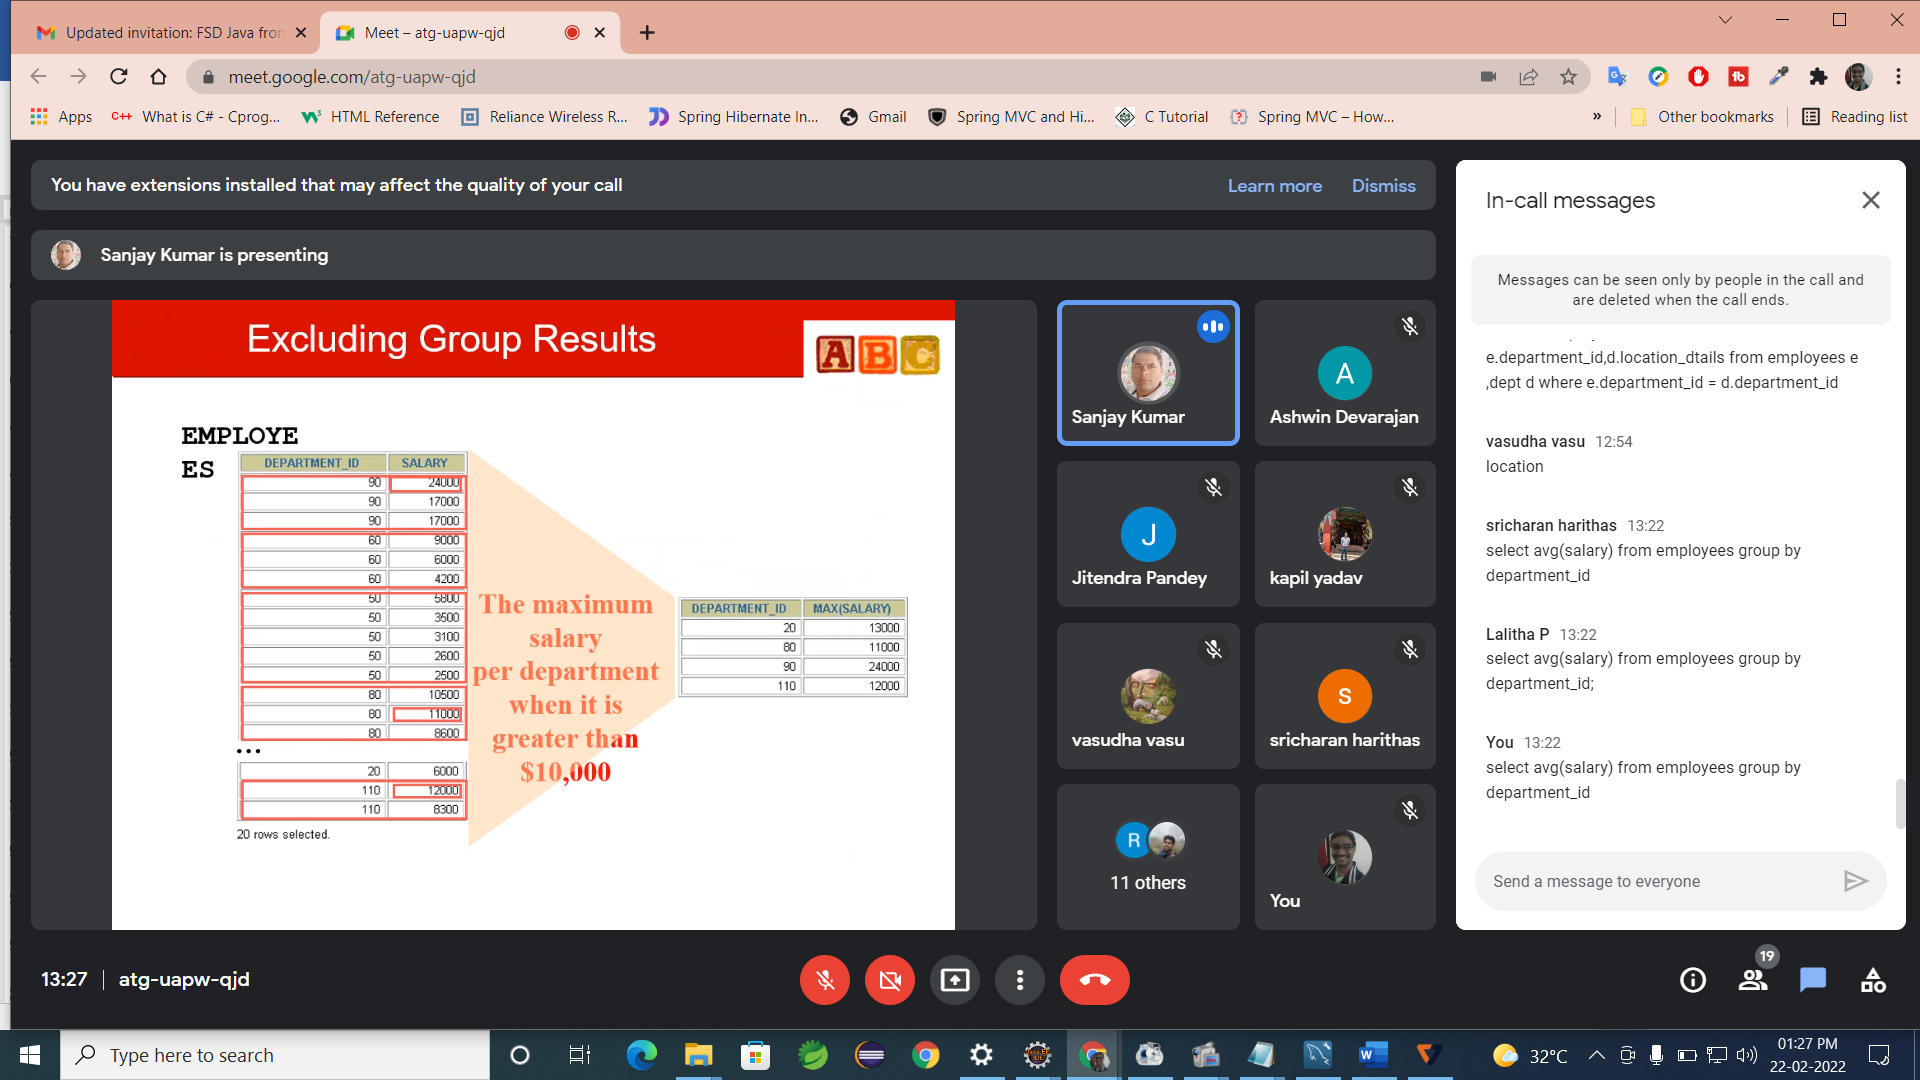 Updated invitation: FSD Java fron
Meet – atg-uapw-qjd
meet.google.com/atg-uapw-qjd
Apps
What is C# - Cprog...
HTML Reference
Reliance Wireless R...
Spring Hibernate In...
Gmail
Spring MVC and Hi...
C Tutorial
Spring MVC – How...
»
Other bookmarks
Reading list
You have extensions installed that may affect the quality of your call
Learn more
Dismiss
Sanjay Kumar is presenting
Excluding Group Results
ABC
EMPLOYE
ES
DEPARTMENT_ID SALARY
90 24000
90 17000
90 17000
60 9000
60 6000
60 4200
50 5800
50 3500
50 3100
50 2600
50 2500
80 10500
80 11000
80 8600
...
20 6000
110 12000
110 8300
20 rows selected.
The maximum
salary
per department
when it is
greater than
$10,000
DEPARTMENT_ID MAX(SALARY)
20 13000
80 11000
90 24000
110 12000
Sanjay Kumar
A
Ashwin Devarajan
J
Jitendra Pandey
kapil yadav
vasudha vasu
s
sricharan harithas
R
11 others
You
In-call messages
Messages can be seen only by people in the call and
are deleted when the call ends.
e.department_id,d.location_dtails from employees e
,dept d where e.department_id = d.department_id
vasudha vasu 12:54
location
sricharan harithas 13:22
select avg(salary) from employees group by
department_id
Lalitha P 13:22
select avg(salary) from employees group by
department_id;
You 13:22
select avg(salary) from employees group by
department_id
Send a message to everyone
13:27 | atg-uapw-qjd
19
Type here to search
32°C
01:27 PM
22-02-2022